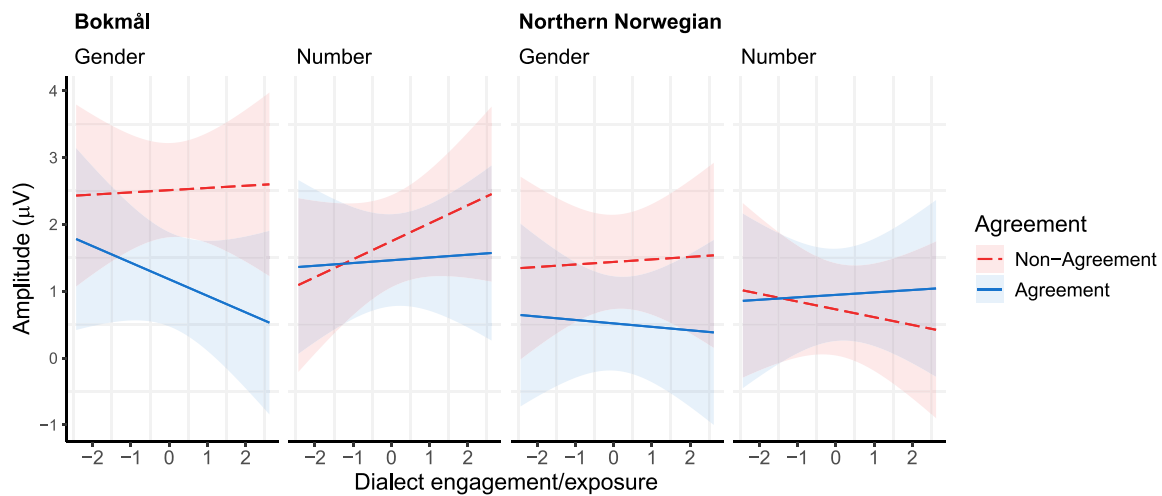 Bokmål
Northern Norwegian
Gender
Number
Gender
Number
Amplitude (μV)
4
3
2
1
0
−1
−2 −1 0 1 2
−2 −1 0 1 2
−2 −1 0 1 2
−2 −1 0 1 2
Dialect engagement/exposure
Agreement
Non−Agreement
Agreement